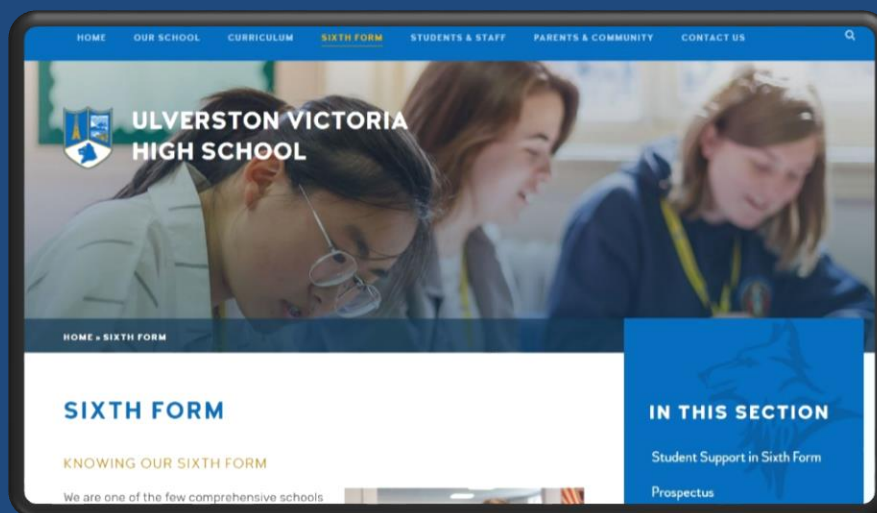 HOME OUR SCHOOL CURRICULUM SIXTH FORM STUDENTS & STAFF PARENTS & COMMUNITY CONTACT US
ULVERSTON VICTORIA
HIGH SCHOOL
HOME » SIXTH FORM
SIXTH FORM
KNOWING OUR SIXTH FORM
We are one of the few comprehensive schools
IN THIS SECTION
Student Support in Sixth Form
Prospectus